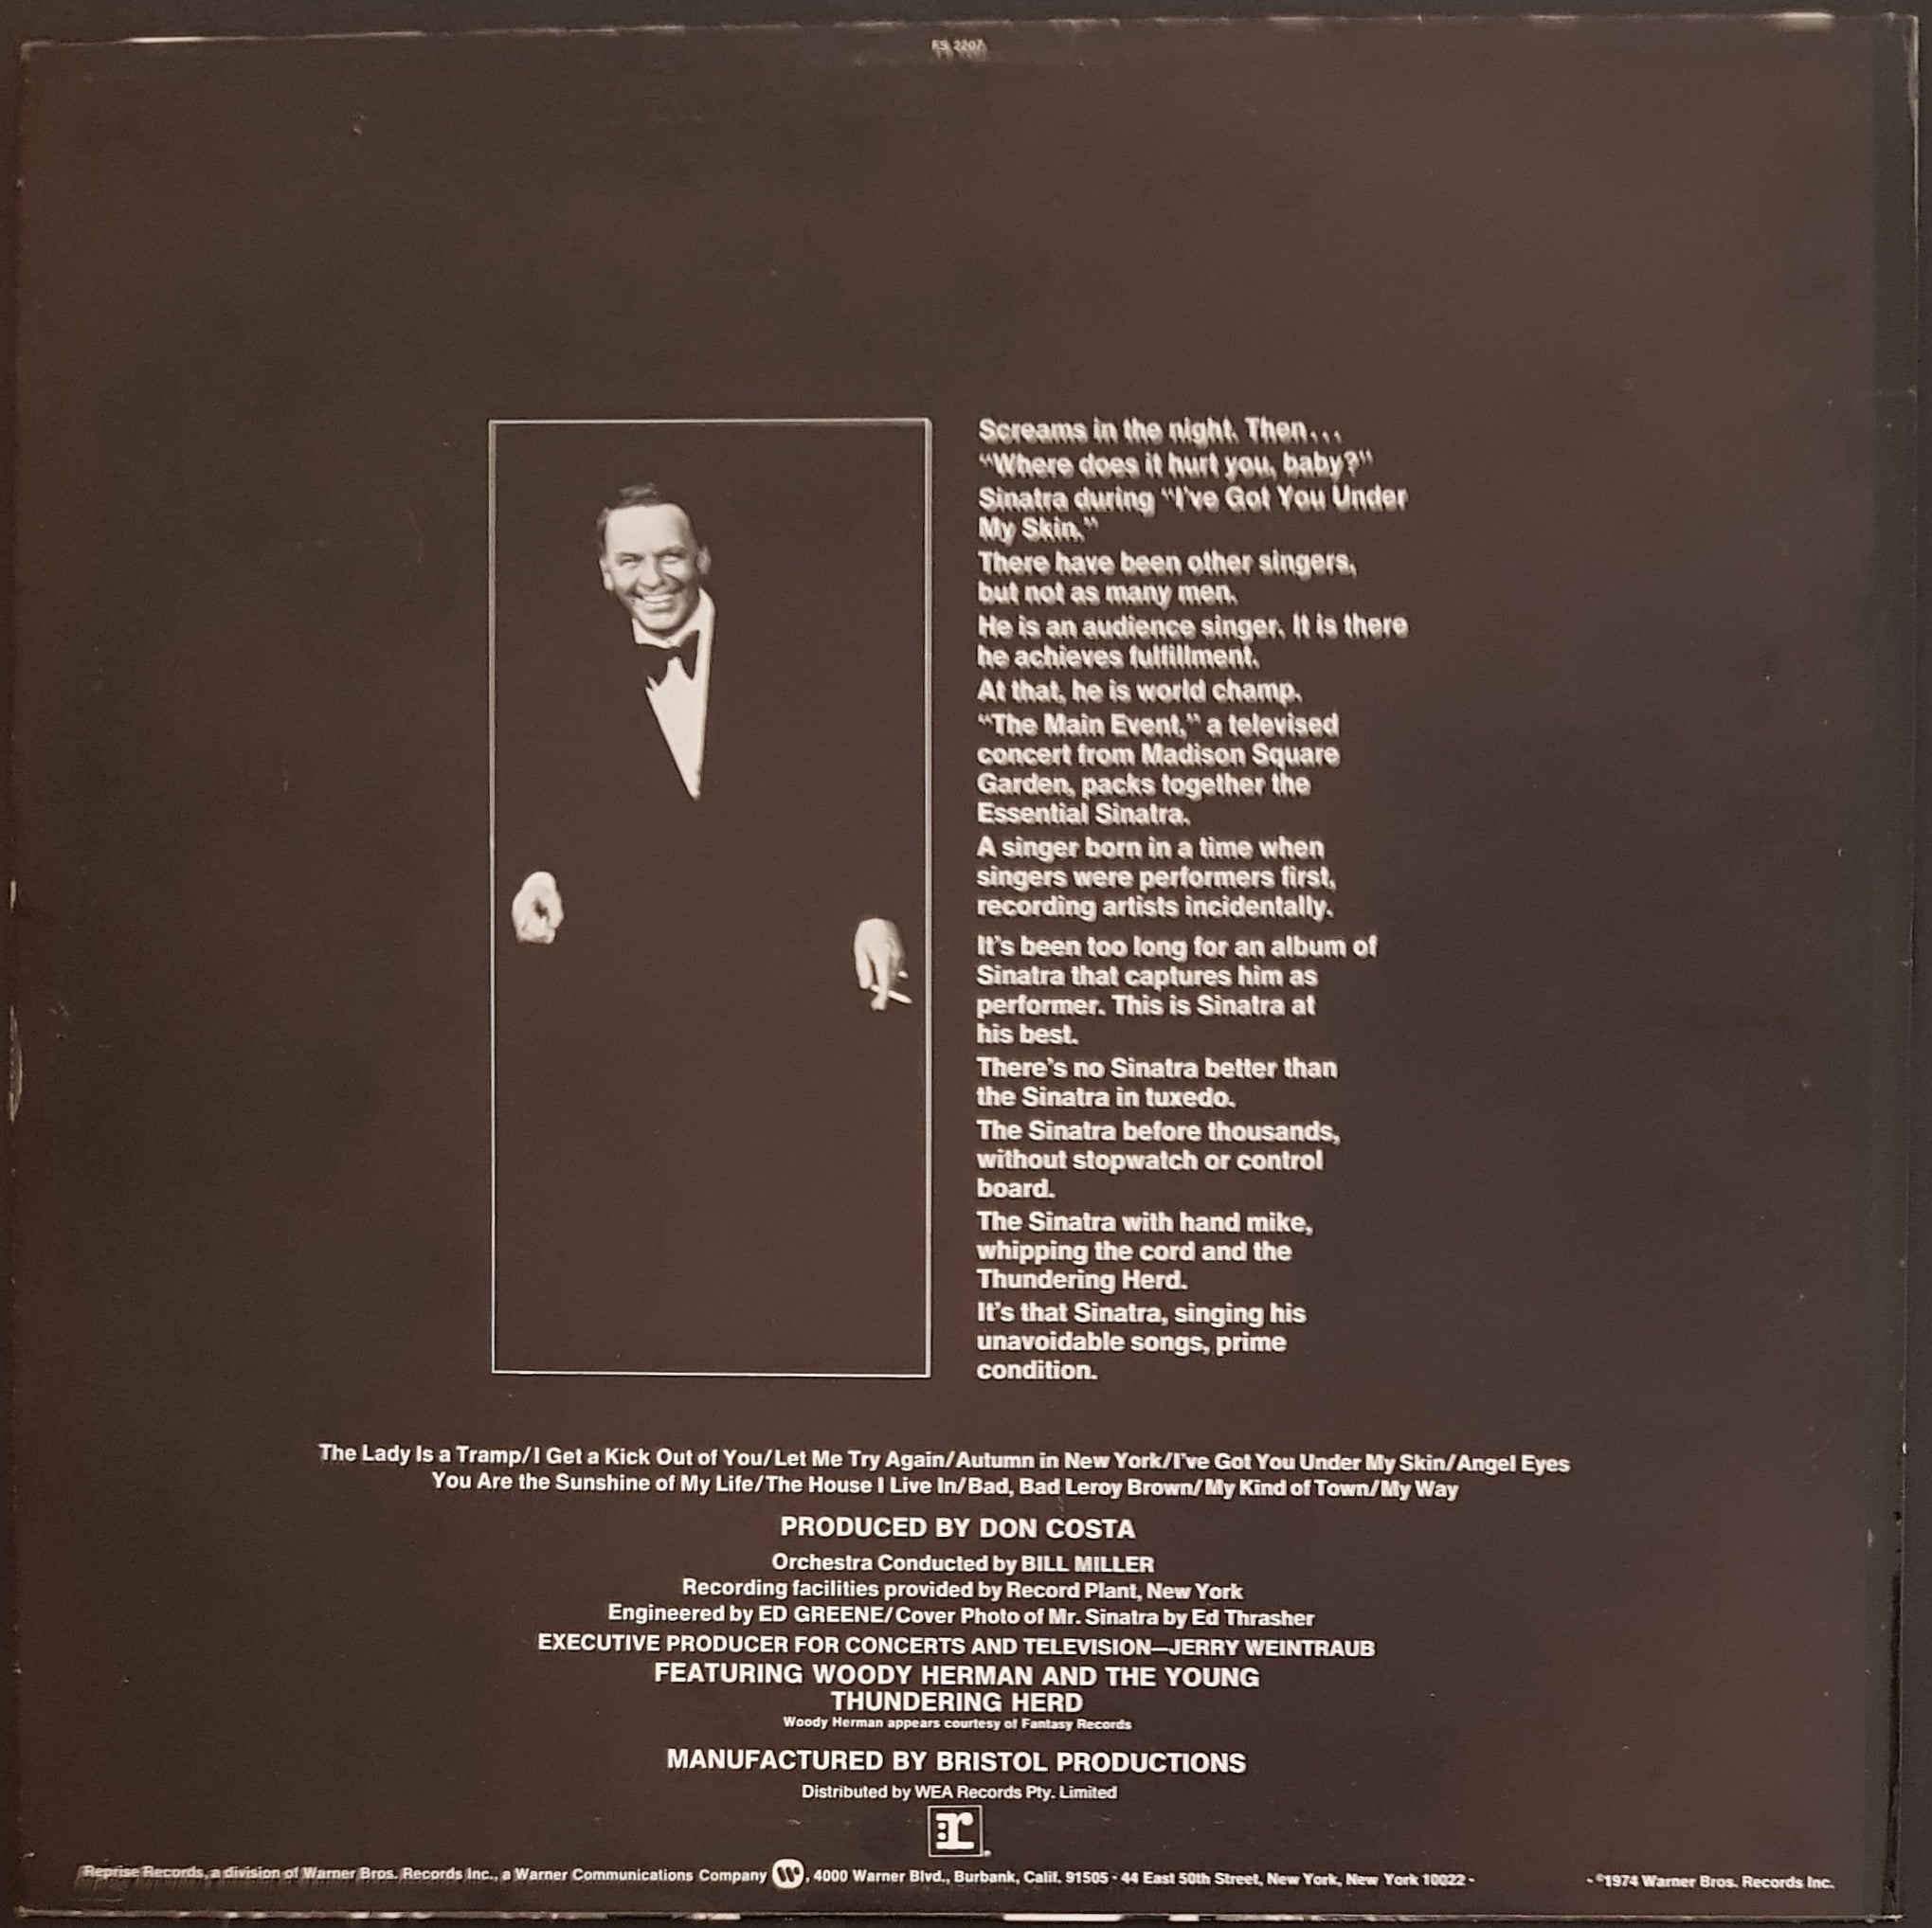 FS 2207
Screams in the night. Then...
“Where does it hurt you, baby?”
Sinatra during “I’ve Got You Under
My Skin.”
There have been other singers,
but not as many men.
He is an audience singer. It is there
he achieves fulfillment.
At that, he is world champ.
“The Main Event,” a televised
concert from Madison Square
Garden, packs together the
Essential Sinatra.
A singer born in a time when
singers were performers first,
recording artists incidentally.
It’s been too long for an album of
Sinatra that captures him as
performer. This is Sinatra at
his best.
There’s no Sinatra better than
the Sinatra in tuxedo.
The Sinatra before thousands,
without stopwatch or control
board.
The Sinatra with hand mike,
whipping the cord and the
Thundering Herd.
It’s that Sinatra, singing his
unavoidable songs, prime
condition.
The Lady Is a Tramp/I Get a Kick Out of You/Let Me Try Again/Autumn in New York/I’ve Got You Under My Skin/Angel Eyes
You Are the Sunshine of My Life/The House I Live In/Bad, Bad Leroy Brown/My Kind of Town/My Way
PRODUCED BY DON COSTA
Orchestra Conducted by BILL MILLER
Recording facilities provided by Record Plant, New York
Engineered by ED GREENE/Cover Photo of Mr. Sinatra by Ed Thrasher
EXECUTIVE PRODUCER FOR CONCERTS AND TELEVISION—JERRY WEINTRAUB
FEATURING WOODY HERMAN AND THE YOUNG
THUNDERING HERD
Woody Herman appears courtesy of Fantasy Records
MANUFACTURED BY BRISTOL PRODUCTIONS
Distributed by WEA Records Pty. Limited
r
Reprise Records, a division of Warner Bros. Records Inc., a Warner Communications Company W, 4000 Warner Blvd., Burbank, Calif. 91505 · 44 East 50th Street, New York, New York 10022 · · ©1974 Warner Bros. Records Inc.